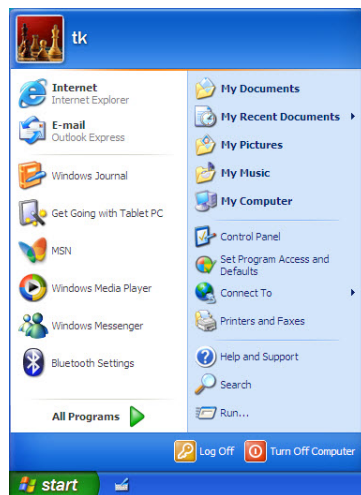 tk
Internet
Internet Explorer
E-mail
Outlook Express
Windows Journal
Get Going with Tablet PC
MSN
Windows Media Player
Windows Messenger
Bluetooth Settings
All Programs
My Documents
My Recent Documents
My Pictures
My Music
My Computer
Control Panel
Set Program Access and
Defaults
Connect To
Printers and Faxes
Help and Support
Search
Run...
Log Off
Turn Off Computer
start